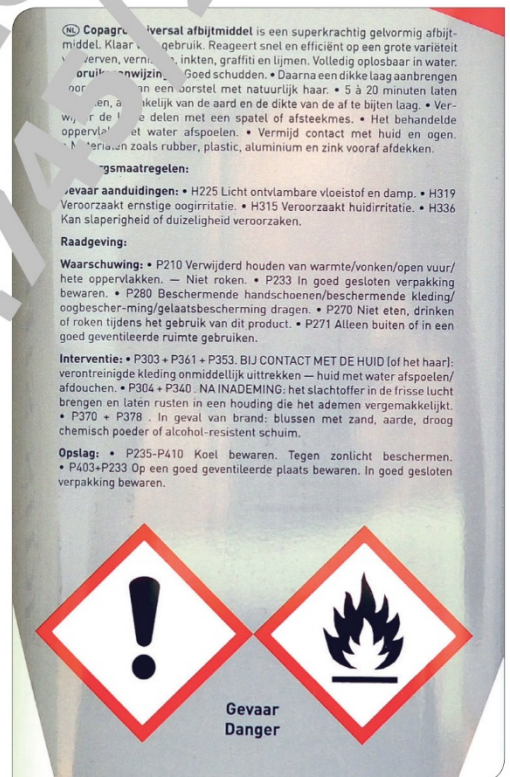 NL Copagro universal afbijtmiddel is een superkrachtig gelvormig afbijt-
middel. Klaar gebruik. Reageert snel en efficiënt op een grote variëteit
verven, inkten, graffiti en lijmen. Volledig oplosbaar in water.
Goed schudden. • Daarna een dikke laag aanbrengen
een borstel met natuurlijk haar. • 5 à 20 minuten laten
van de aard en de dikte van af te bijten laag. • Ver-
de delen met een spatel of afsteekmes. • Het behandelde
oppervlak met water afspoelen. • Vermijd contact met huid en ogen.
zoals rubber, plastic, aluminium en zink vooraf afdekken.
Gevaar aanduidingen: • H225 Licht ontvlambare vloeistof en damp. • H319
Veroorzaakt ernstige oogirritatie. • H315 Veroorzaakt huidirritatie. • H336
Kan slaperigheid of duizeligheid veroorzaken.
Raadgeving:
Waarschuwing: • P210 Verwijderd houden van warmte/vonken/open vuur/
hete oppervlakken. — Niet roken. • P233 In goed gesloten verpakking
bewaren. • P280 Beschermende handschoenen/beschermende kleding/
oogbescher-ming/gelaatsbescherming dragen. • P270 Niet eten, drinken
of roken tijdens het gebruik van dit product. • P271 Alleen buiten of in een
goed geventileerde ruimte gebruiken.
Interventie: • P303 + P361 + P353. BIJ CONTACT MET DE HUID (of het haar):
verontreinigde kleding onmiddellijk uittrekken — huid met water afspoelen/
afdouchen. • P304 + P340 . NA INADEMING: het slachtoffer in de frisse lucht
brengen en laten rusten in een houding die het ademen vergemakkelijkt.
• P370 + P378 . In geval van brand: blussen met zand, aarde, droog
chemisch poeder of alcohol-resistent schuim.
Opslag: • P235-P410 Koel bewaren. Tegen zonlicht beschermen.
• P403+P233 Op een goed geventileerde plaats bewaren. In goed gesloten
verpakking bewaren.
Gevaar
Danger